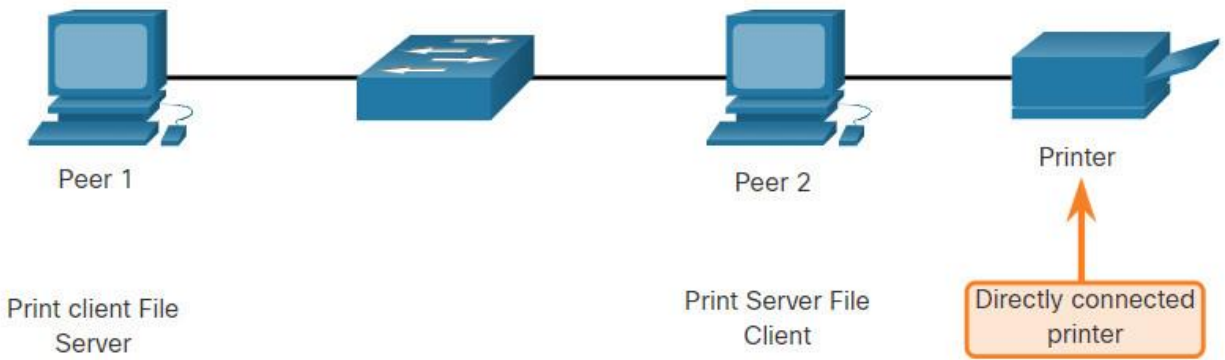 Peer 1
Peer 2
Printer
Print client File
Server
Print Server File
Client
Directly connected
printer